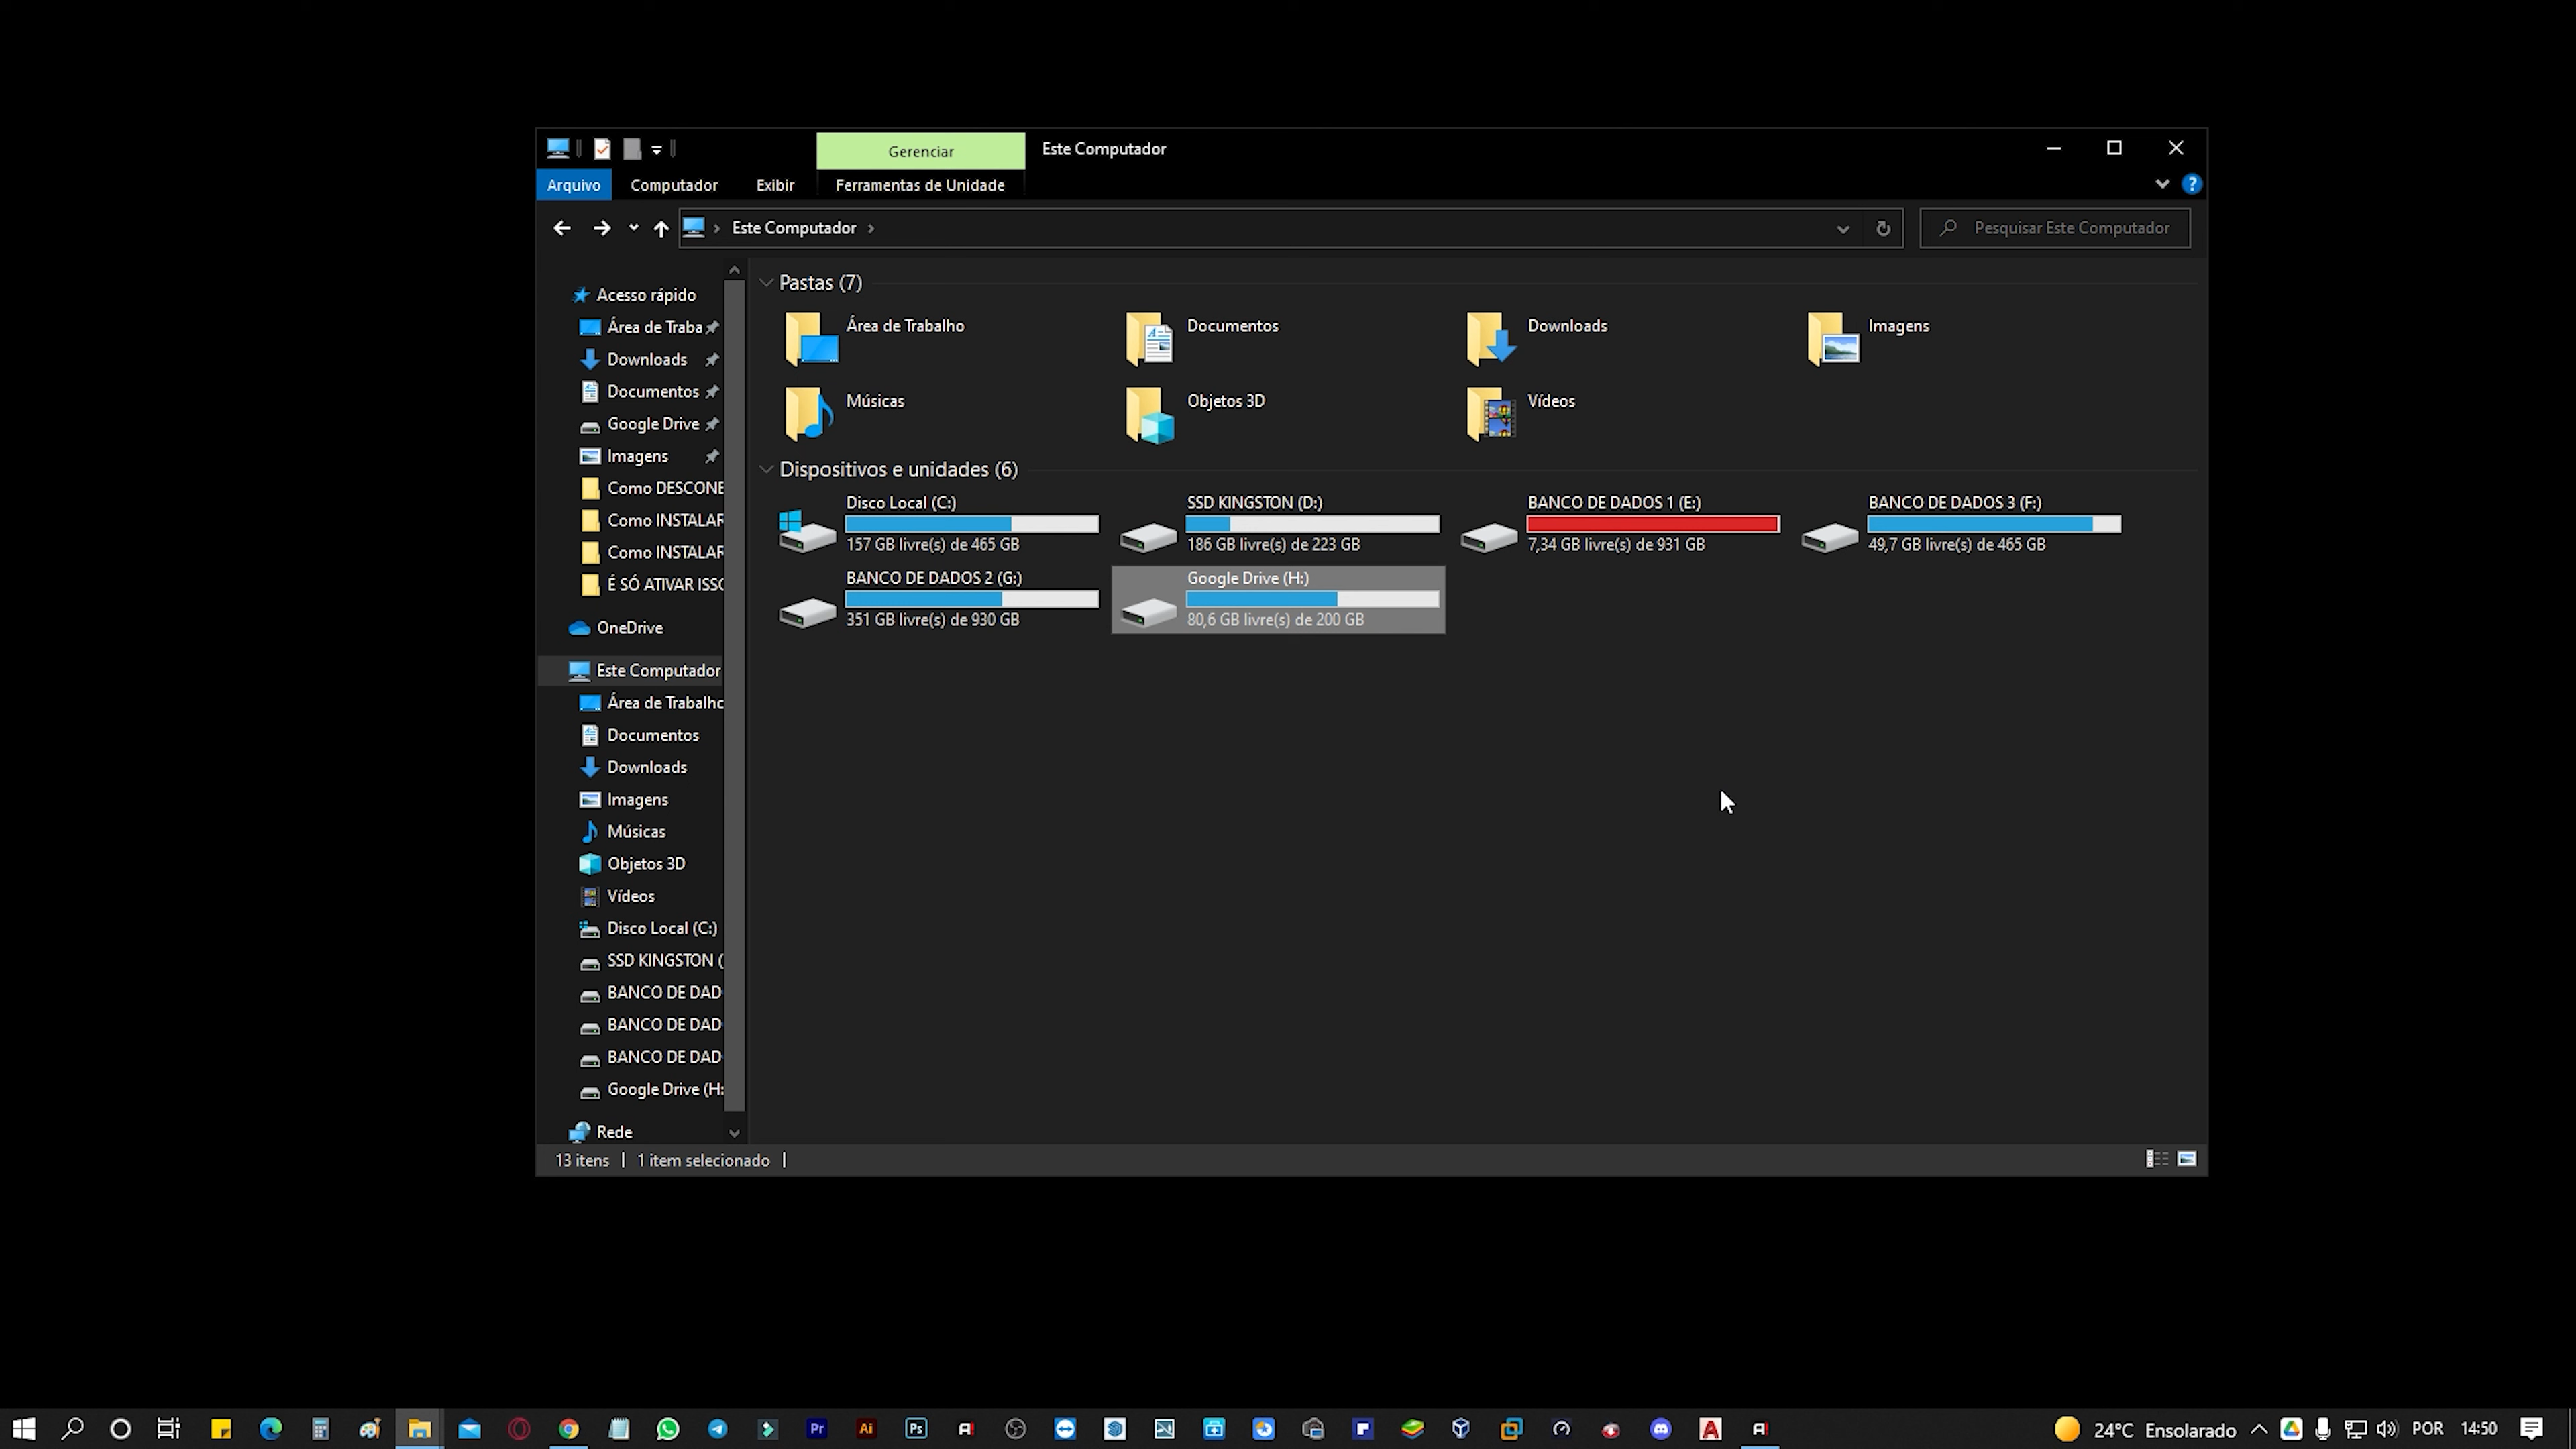 Gerenciar
Este Computador
Arquivo
Computador
Exibir
Ferramentas de Unidade
Este Computador
Pesquisar Este Computador
Acesso rápido
Área de Traba
Downloads
Documentos
Google Drive
Imagens
Como DESCONE
Como INSTALAR
Como INSTALAR
É SÓ ATIVAR ISSO
OneDrive
Este Computador
Área de Trabalho
Documentos
Downloads
Imagens
Músicas
Objetos 3D
Vídeos
Disco Local (C:)
SSD KINGSTON (
BANCO DE DAD
BANCO DE DAD
BANCO DE DAD
Google Drive (H:
Rede
Pastas (7)
Área de Trabalho
Documentos
Downloads
Imagens
Músicas
Objetos 3D
Vídeos
Dispositivos e unidades (6)
Disco Local (C:)
157 GB livre(s) de 465 GB
SSD KINGSTON (D:)
186 GB livre(s) de 223 GB
BANCO DE DADOS 1 (E:)
7,34 GB livre(s) de 931 GB
BANCO DE DADOS 3 (F:)
49,7 GB livre(s) de 465 GB
BANCO DE DADOS 2 (G:)
351 GB livre(s) de 930 GB
Google Drive (H:)
80,6 GB livre(s) de 200 GB
13 itens
1 item selecionado
Pr
Ai
Ps
24°C Ensolarado
POR
14:50